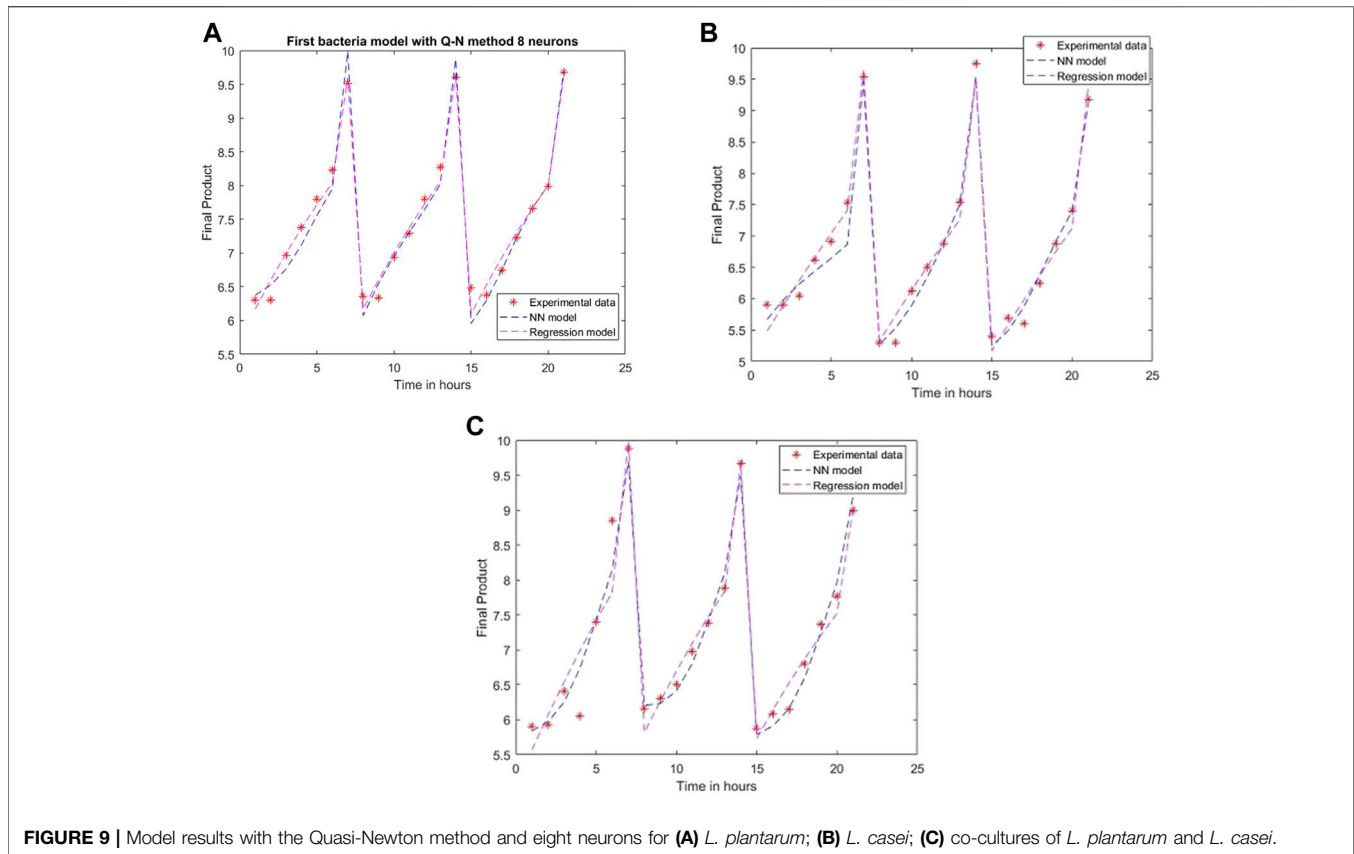 A
First bacteria model with Q-N method 8 neurons
10
9.5
9
8.5
8
7.5
7
6.5
6
5.5
Final Product
0 5 10 15 20 25
Time in hours
Experimental data
NN model
Regression model
B
10
9.5
9
8.5
8
7.5
7
6.5
6
5.5
5
Final Product
0 5 10 15 20 25
Time in hours
Experimental data
NN model
Regression model
C
10
9.5
9
8.5
8
7.5
7
6.5
6
5.5
Final Product
0 5 10 15 20 25
Time in hours
Experimental data
NN model
Regression model
FIGURE 9 | Model results with the Quasi-Newton method and eight neurons for (A) L. plantarum; (B) L. casei; (C) co-cultures of L. plantarum and L. casei.